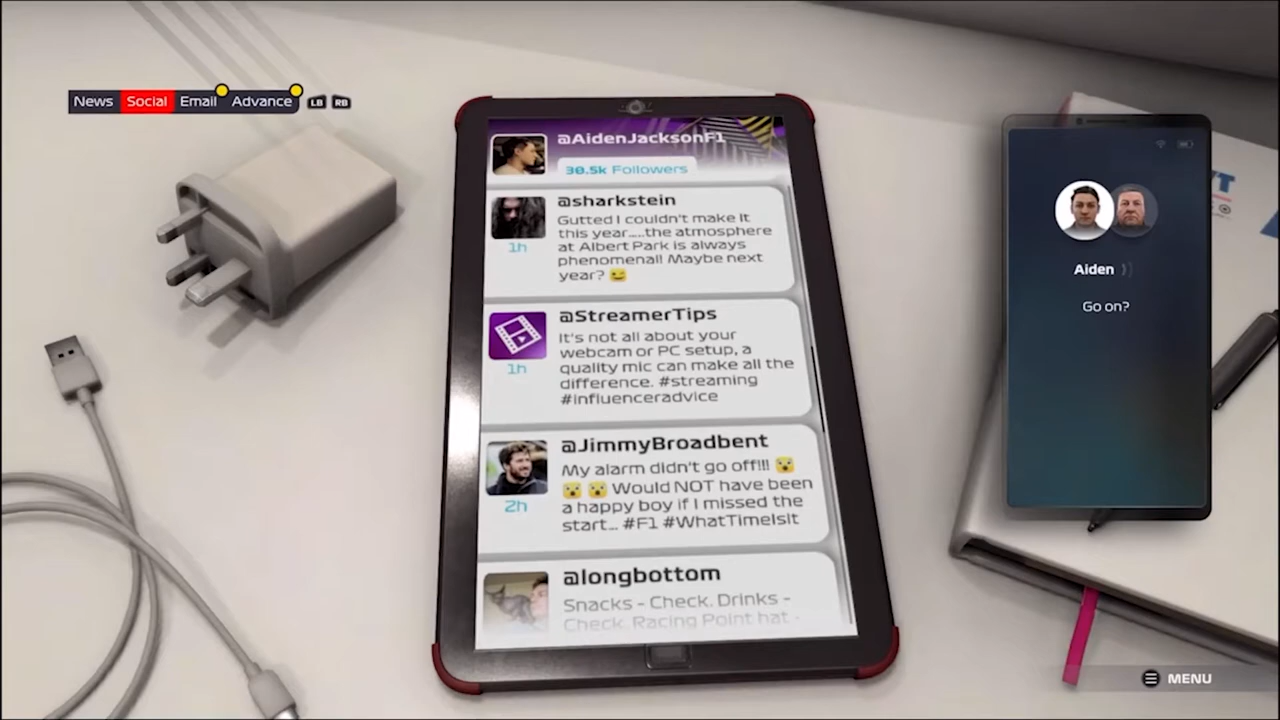 News Social Email Advance LB RB
@AidenJacksonF1
30.5k Followers
@sharkstein
1h
Gutted I couldn't make it
this year.....the atmosphere
at Albert Park is always
phenomenal! Maybe next
year? 😉
@StreamerTips
1h
It's not all about your
webcam or PC setup, a
quality mic can make all the
difference. #streaming
#influenceradvice
@JimmyBroadbent
2h
My alarm didn't go off!!! 😲
😲 😲 Would NOT have been
a happy boy if I missed the
start... #F1 #WhatTimeIsIt
@longbottom
Snacks - Check. Drinks -
Check. Racing Point hat -
Aiden
Go on?
MENU